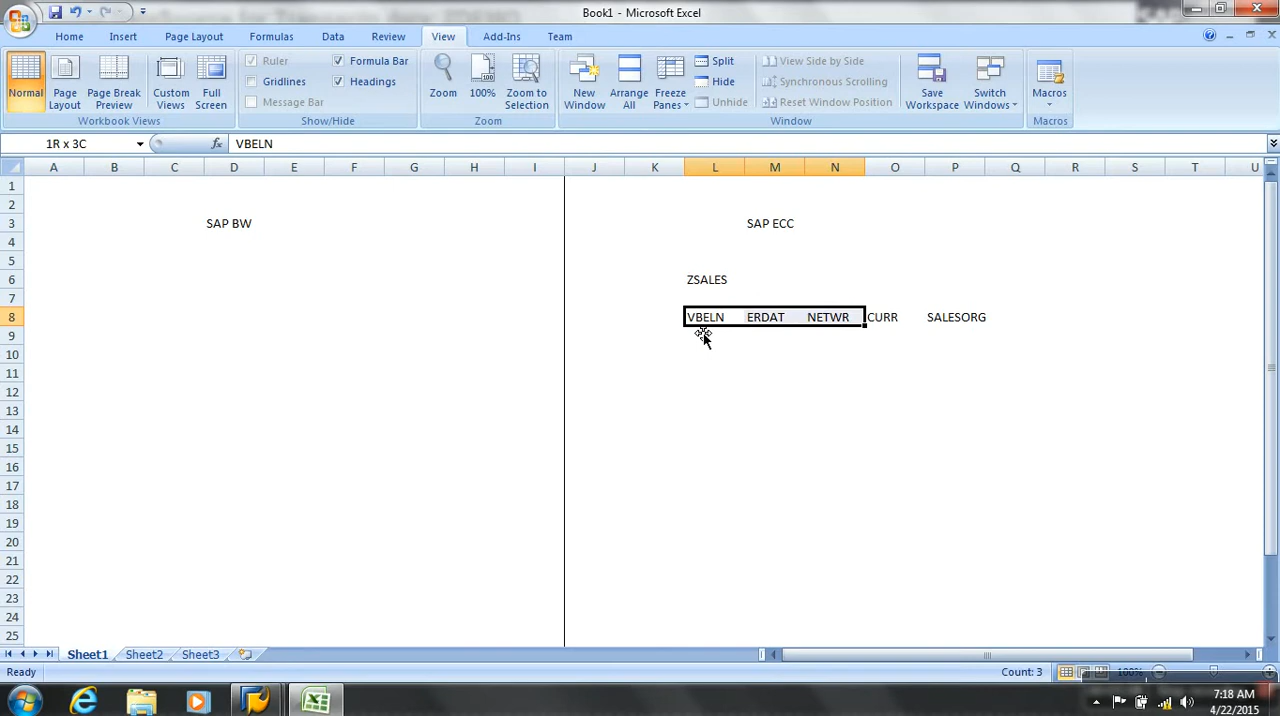 Book1 - Microsoft Excel
Home Insert Page Layout Formulas Data Review View Add-Ins Team
Normal
Page Layout
Page Break Preview
Custom Views
Full Screen
Workbook Views
Ruler
Gridlines
Message Bar
Formula Bar
Headings
Show/Hide
Zoom
100%
Zoom to Selection
Zoom
New Window
Arrange All
Freeze Panes
Split
Hide
Unhide
View Side by Side
Synchronous Scrolling
Reset Window Position
Save Workspace
Switch Windows
Window
Macros
Macros
1R x 3C fx VBELN
A B C D E F G H I J K L M N O P Q R S T U
1
2
3 SAP BW SAP ECC
4
5
6 ZSALES
7
8 VBELN ERDAT NETWR CURR SALESORG
9
10
11
12
13
14
15
16
17
18
19
20
21
22
23
24
25
Sheet1 Sheet2 Sheet3
Ready Count: 3 100%
7:18 AM
4/22/2015